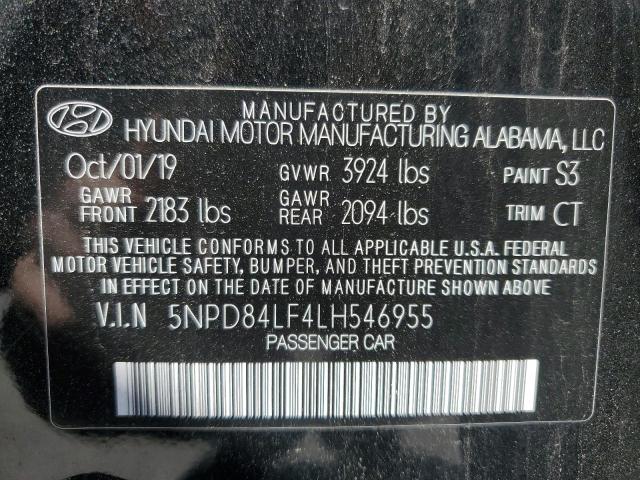 MANUFACTURED BY
HYUNDAI MOTOR MANUFACTURING ALABAMA, LLC
Oct/01/19 GVWR 3924 lbs PAINT S3
GAWR FRONT 2183 lbs GAWR REAR 2094 lbs TRIM CT
THIS VEHICLE CONFORMS TO ALL APPLICABLE U.S.A. FEDERAL
MOTOR VEHICLE SAFETY, BUMPER, AND THEFT PREVENTION STANDARDS
IN EFFECT ON THE DATE OF MANUFACTURE SHOWN ABOVE.
V.I.N 5NPD84LF4LH546955
PASSENGER CAR